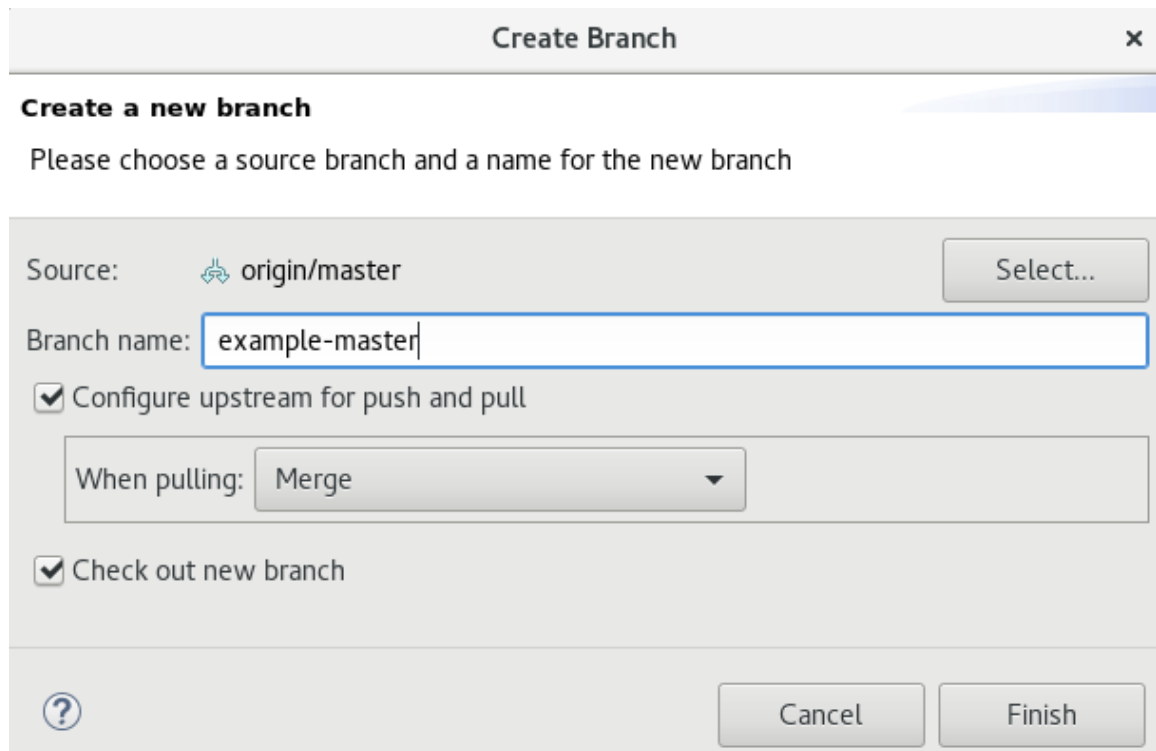 Create Branch
Create a new branch
Please choose a source branch and a name for the new branch
Source: origin/master Select...
Branch name: example-master
Configure upstream for push and pull
When pulling: Merge
Check out new branch
Cancel Finish